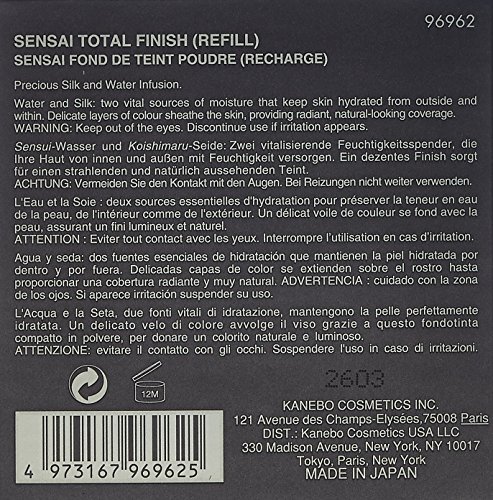 96962
SENSAI TOTAL FINISH (REFILL)
SENSAI FOND DE TEINT POUDRE (RECHARGE)
Precious Silk and Water Infusion.
Water and Silk: two vital sources of moisture that keep skin hydrated from outside and
within. Delicate layers of colour sheathe the skin, providing radiant, natural-looking coverage.
WARNING: Keep out of the eyes. Discontinue use if irritation appears.
Sensui-Wasser und Koishimaru-Seide: Zwei vitalisierende Feuchtigkeitsspender, die
Ihre Haut von innen und außen mit Feuchtigkeit versorgen. Ein dezentes Finish sorgt
für einen strahlenden und natürlich aussehenden Teint.
ACHTUNG: Vermeiden Sie den Kontakt mit den Augen. Bei Reizungen nicht weiter verwenden.
L'Eau et la Soie : deux sources essentielles d'hydratation pour préserver la teneur en eau
de la peau, de l'intérieur comme de l'extérieur. Un délicat voile de couleur se fond avec la
peau, assurant un fini lumineux et naturel.
ATTENTION : Eviter tout contact avec les yeux. Interrompre l'utilisation en cas d'irritation.
Agua y seda: dos fuentes esenciales de hidratación que mantienen la piel hidratada por
dentro y por fuera. Delicadas capas de color se extienden sobre el rostro hasta
proporcionar una cobertura radiante y muy natural. ADVERTENCIA : cuidado con la zona
de los ojos. Si aparece irritación suspender su uso.
L'Acqua e la Seta, due fonti vitali di idratazione, mantengono la pelle perfettamente
idratata. Un delicato velo di colore avvolge il viso grazie a questo fondotinta
compatto in polvere, per donare un colorito naturale e luminoso.
ATTENZIONE: evitare il contatto con gli occhi. Sospendere l'uso in caso di irritazione.
12M
2603
KANEBO COSMETICS INC.
121 Avenue des Champs-Elysées,75008 Paris
DIST.: Kanebo Cosmetics USA LLC
330 Madison Avenue, New York, NY 10017
Tokyo, Paris, New York
MADE IN JAPAN
4 973167 969625